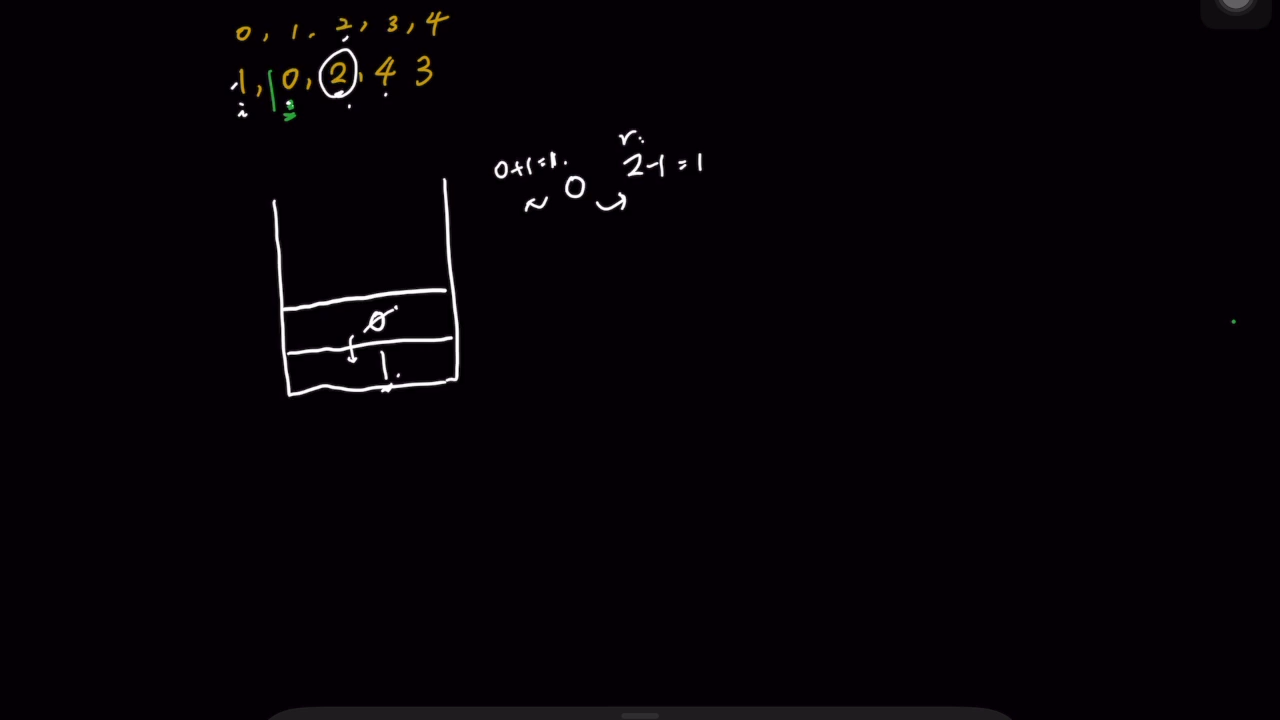 0, 1. 2, 3, 4
1, 0, 2, 4 3
i
r:
0+1=1. 2-1=1
0
0
1.